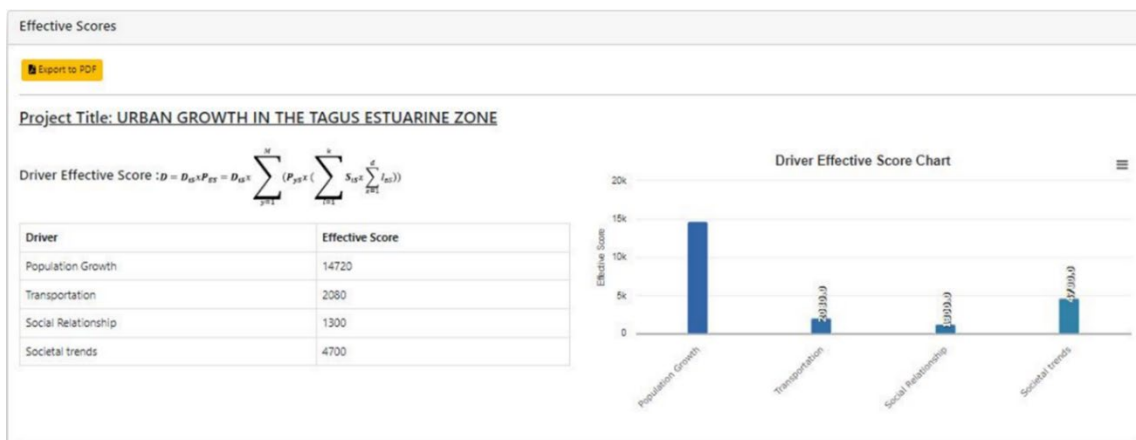 Effective Scores
Export to PDF
Project Title: URBAN GROWTH IN THE TAGUS ESTUARINE ZONE
Driver Effective Score :
Driver Effective Score
Population Growth 14720
Transportation 2080
Social Relationship 1300
Societal trends 4700
Driver Effective Score Chart
Effective Score
20k
15k
10k
5k
0
Population Growth
Transportation
Social Relationship
Societal trends